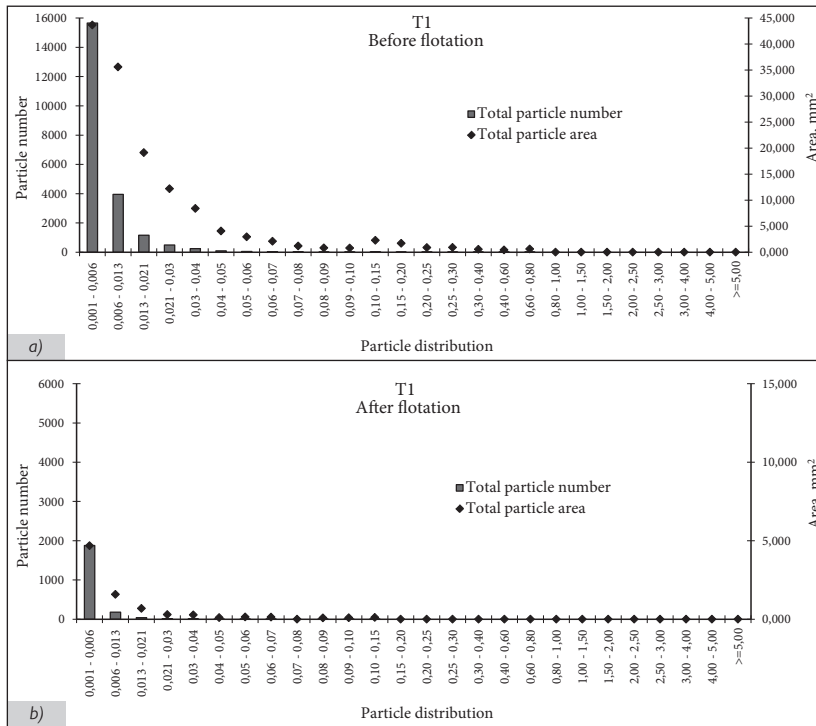 T1
Before flotation
16000
14000
12000
10000
8000
6000
4000
2000
0
Particle number
45,000
40,000
35,000
30,000
25,000
20,000
15,000
10,000
5,000
0,000
Area, mm²
Total particle number
Total particle area
0,001 - 0,006
0,006 - 0,013
0,013 - 0,021
0,021 - 0,03
0,03 - 0,04
0,04 - 0,05
0,05 - 0,06
0,06 - 0,07
0,07 - 0,08
0,08 - 0,09
0,09 - 0,10
0,10 - 0,15
0,15 - 0,20
0,20 - 0,25
0,25 - 0,30
0,30 - 0,40
0,40 - 0,60
0,60 - 0,80
0,80 - 1,00
1,00 - 1,50
1,50 - 2,00
2,00 - 2,50
2,50 - 3,00
3,00 - 4,00
4,00 - 5,00
>=5,00
a)
Particle distribution
T1
After flotation
6000
5000
4000
3000
2000
1000
0
Particle number
15,000
10,000
5,000
0,000
Area, mm²
Total particle number
Total particle area
0,001 - 0,006
0,006 - 0,013
0,013 - 0,021
0,021 - 0,03
0,03 - 0,04
0,04 - 0,05
0,05 - 0,06
0,06 - 0,07
0,07 - 0,08
0,08 - 0,09
0,09 - 0,10
0,10 - 0,15
0,15 - 0,20
0,20 - 0,25
0,25 - 0,30
0,30 - 0,40
0,40 - 0,60
0,60 - 0,80
0,80 - 1,00
1,00 - 1,50
1,50 - 2,00
2,00 - 2,50
2,50 - 3,00
3,00 - 4,00
4,00 - 5,00
>=5,00
b)
Particle distribution